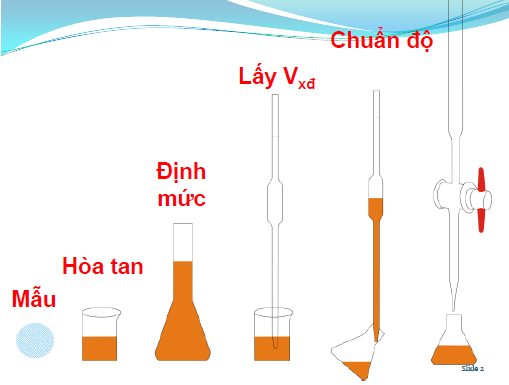 Mẫu
Hòa tan
Định
mức
Lấy Vxđ
Chuẩn độ
Slide 2